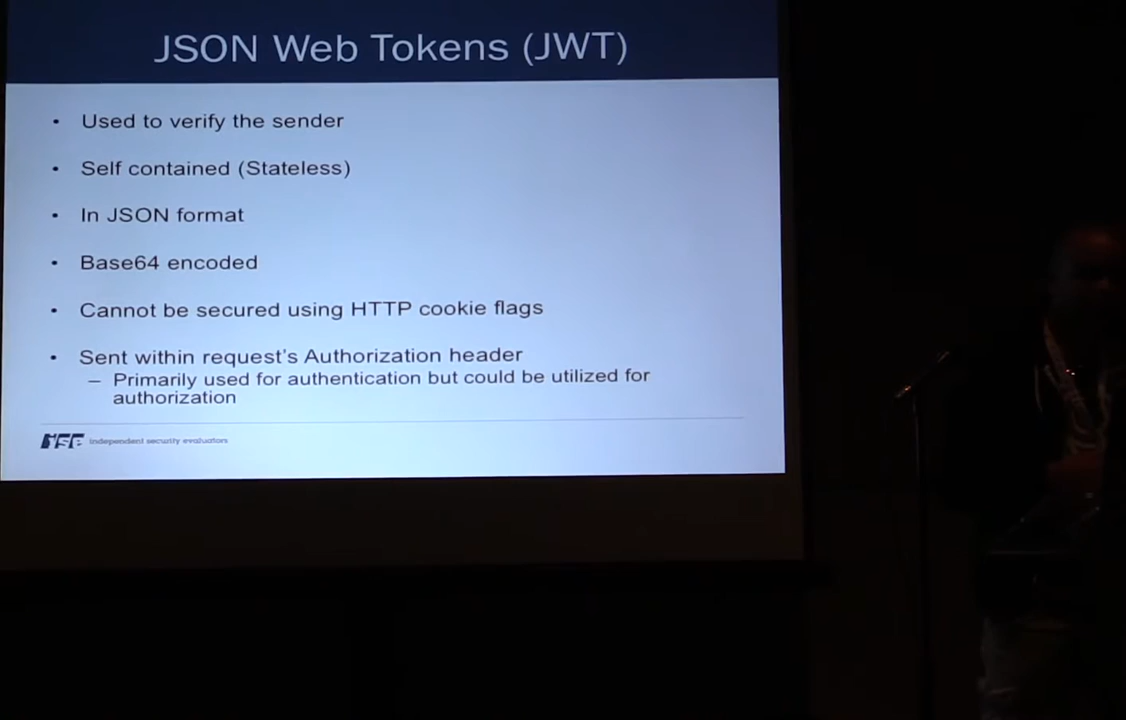 JSON Web Tokens (JWT)
• Used to verify the sender
• Self contained (Stateless)
• In JSON format
• Base64 encoded
• Cannot be secured using HTTP cookie flags
• Sent within request's Authorization header
– Primarily used for authentication but could be utilized for
authorization
ise independent security evaluators